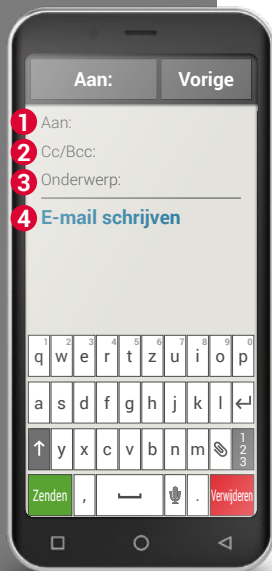 Aan: Vorige
1 Aan:
2 Cc/Bcc:
3 Onderwerp:
4 E-mail schrijven
1 2 3 4 5 6 7 8 9 0
q w e r t z u i o p
a s d f g h j k l
y x c v b n m 1 2 3
Zenden , . Verwijderen